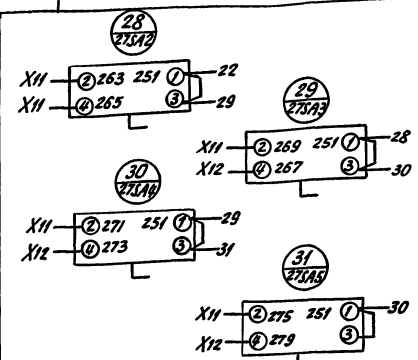 28
27SA2
X11 2 263 251 1 22
X11 4 265 3 29
29
27SA3
X11 2 269 251 1 28
X12 4 267 3 30
30
27SA4
X11 2 271 251 1 29
X12 4 273 3 31
31
27SA5
X11 2 275 251 1 30
X12 4 279 3